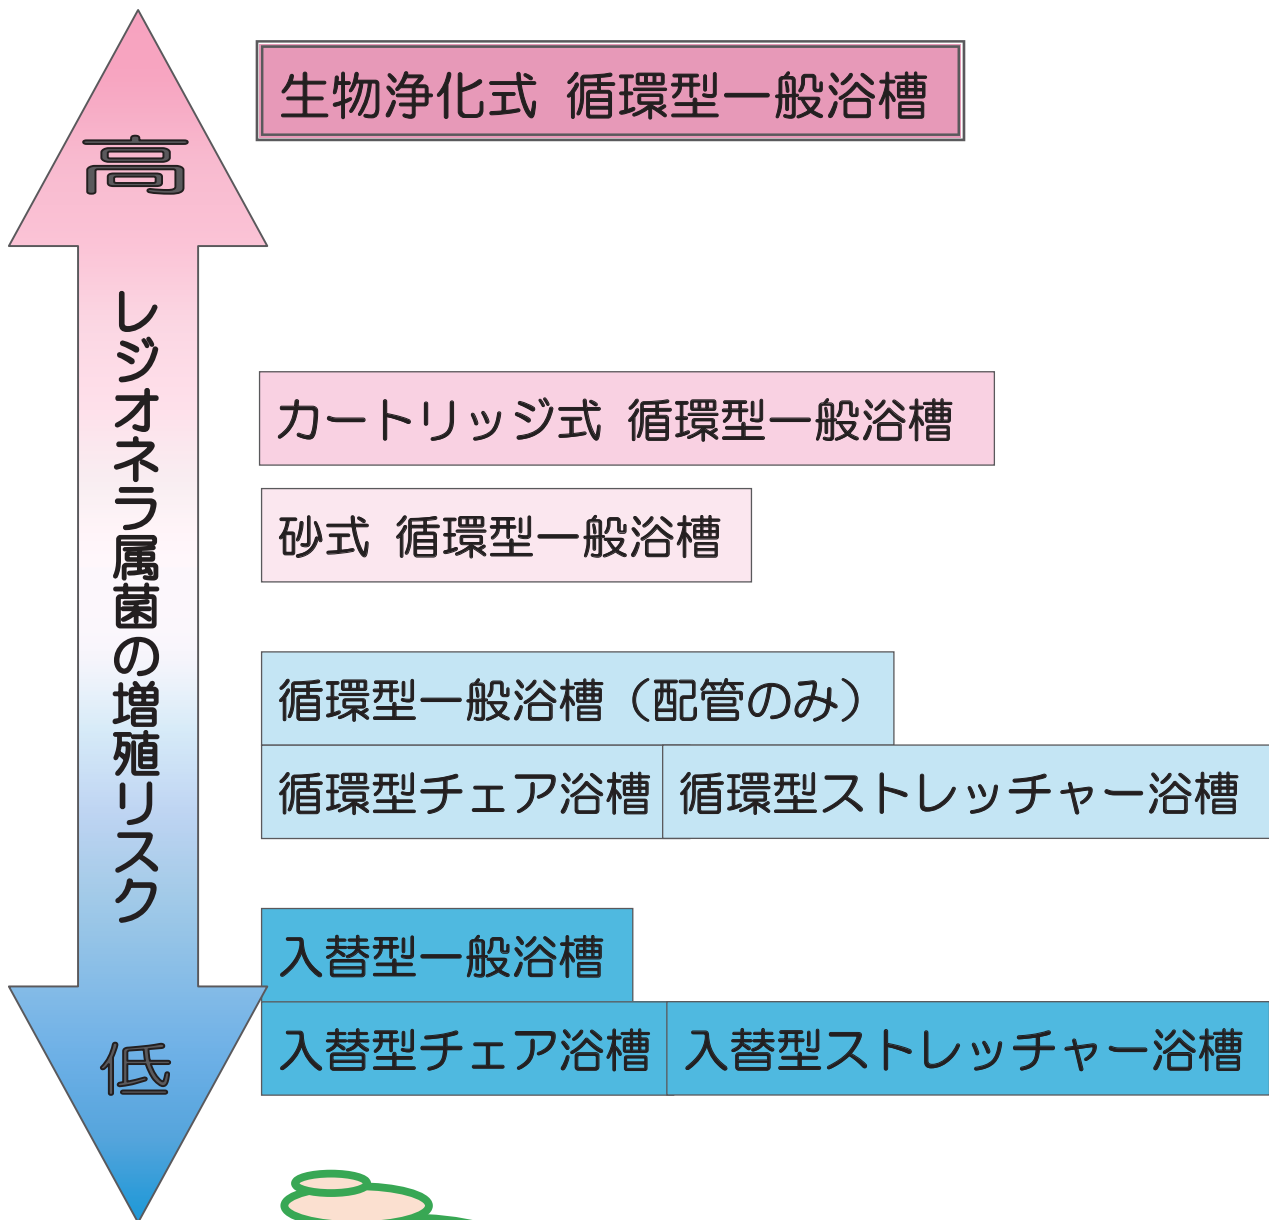 高
レジオネラ属菌の増殖リスク
低
生物浄化式 循環型一般浴槽
カートリッジ式 循環型一般浴槽
砂式 循環型一般浴槽
循環型一般浴槽（配管のみ）
循環型チェア浴槽 循環型ストレッチャー浴槽
入替型一般浴槽
入替型チェア浴槽 入替型ストレッチャー浴槽